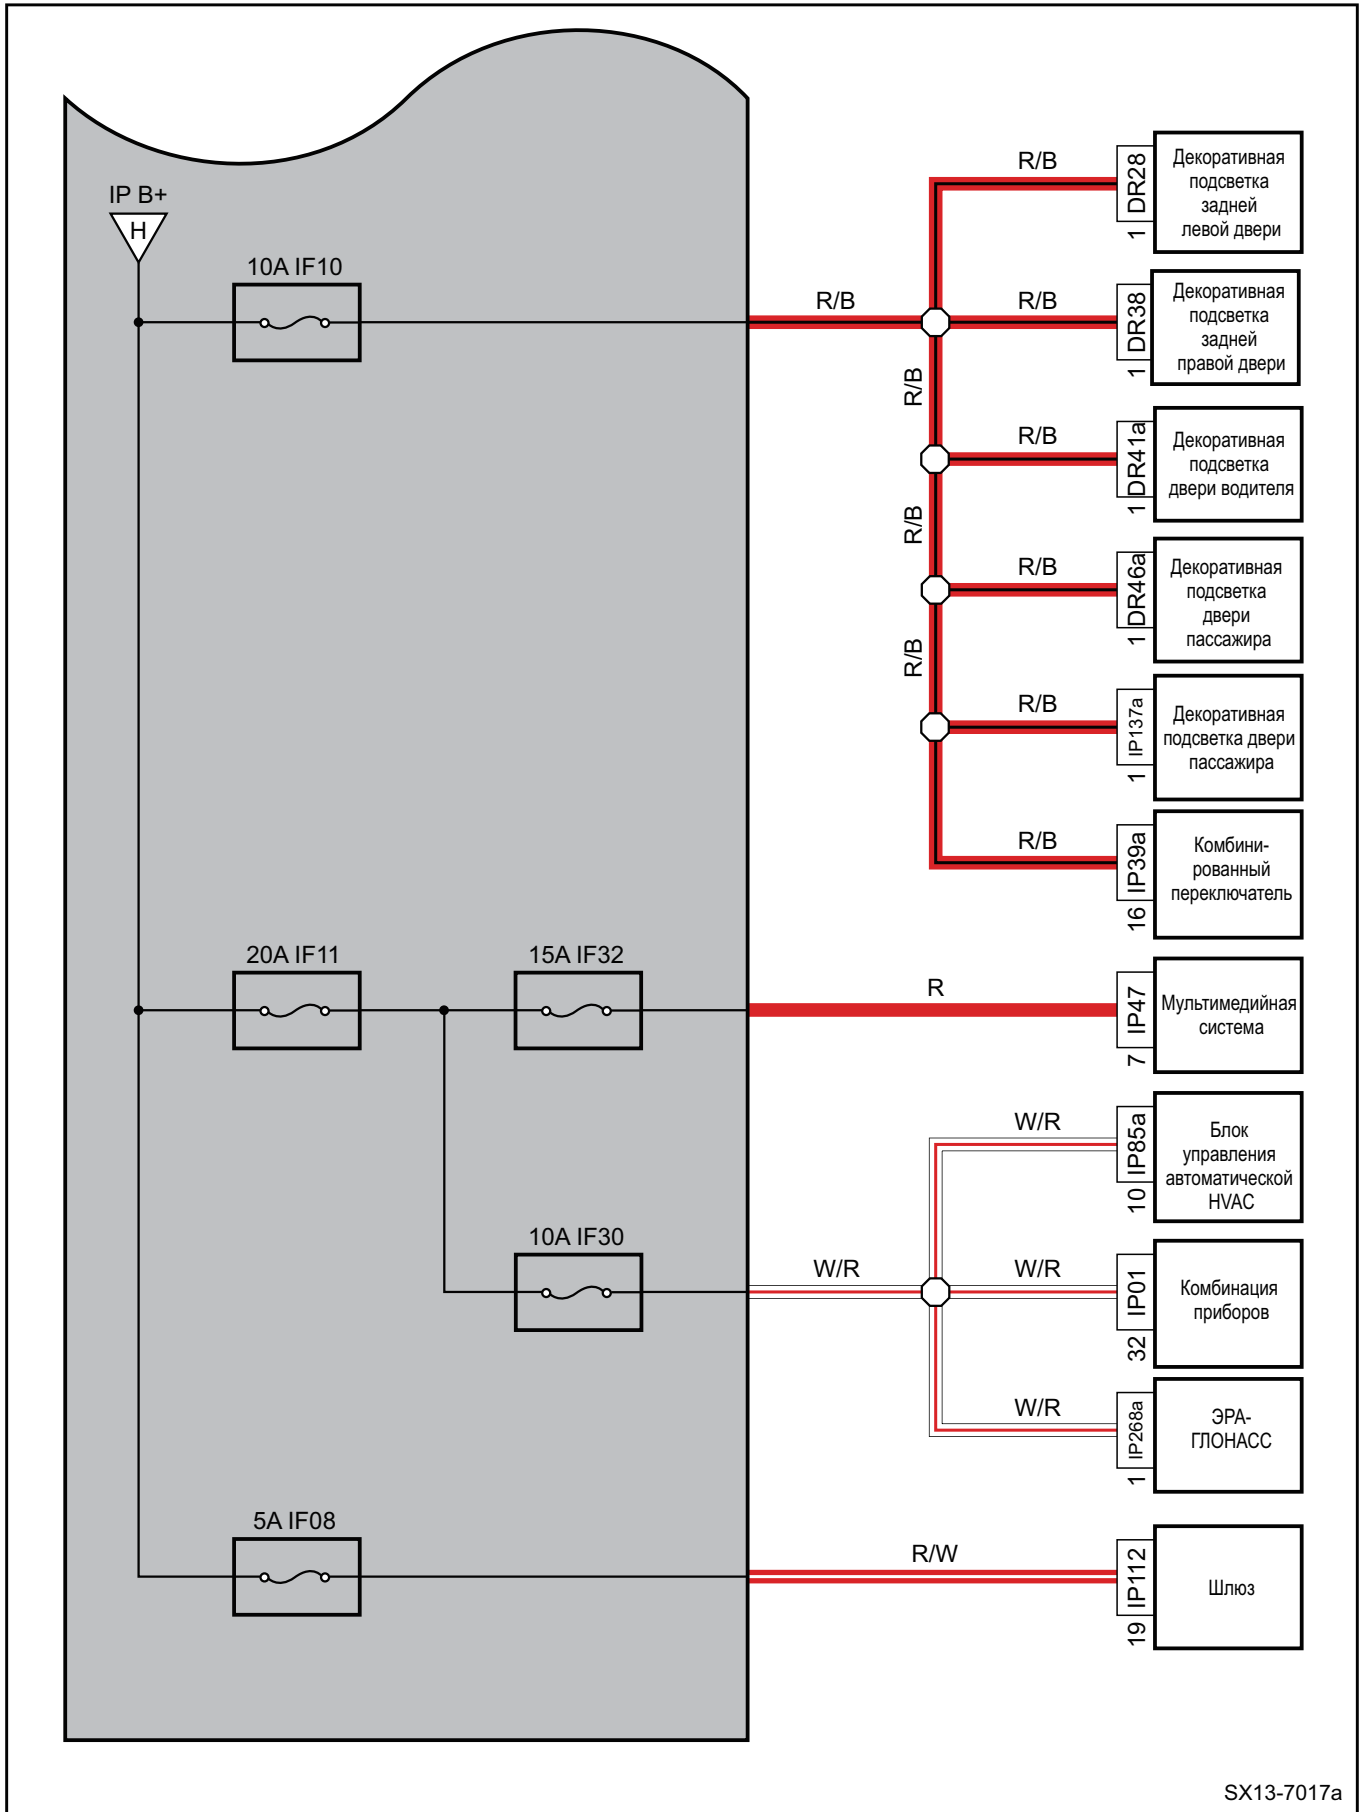 IP B+
H
10A IF10
R/B
R/B
1 DR28
Декоративная
подсветка
задней
левой двери
R/B
1 DR38
Декоративная
подсветка
задней
правой двери
R/B
R/B
1 DR41a
Декоративная
подсветка
двери водителя
R/B
R/B
1 DR46a
Декоративная
подсветка
двери
пассажира
R/B
R/B
1 IP137a
Декоративная
подсветка двери
пассажира
R/B
16 IP39a
Комбини-
рованный
переключатель
20A IF11
15A IF32
R
7 IP47
Мультимедийная
система
10A IF30
W/R
W/R
10 IP85a
Блок
управления
автоматической
HVAC
W/R
32 IP01
Комбинация
приборов
W/R
1 IP268a
ЭРА-
ГЛОНАСС
5A IF08
R/W
19 IP112
Шлюз
SX13-7017a